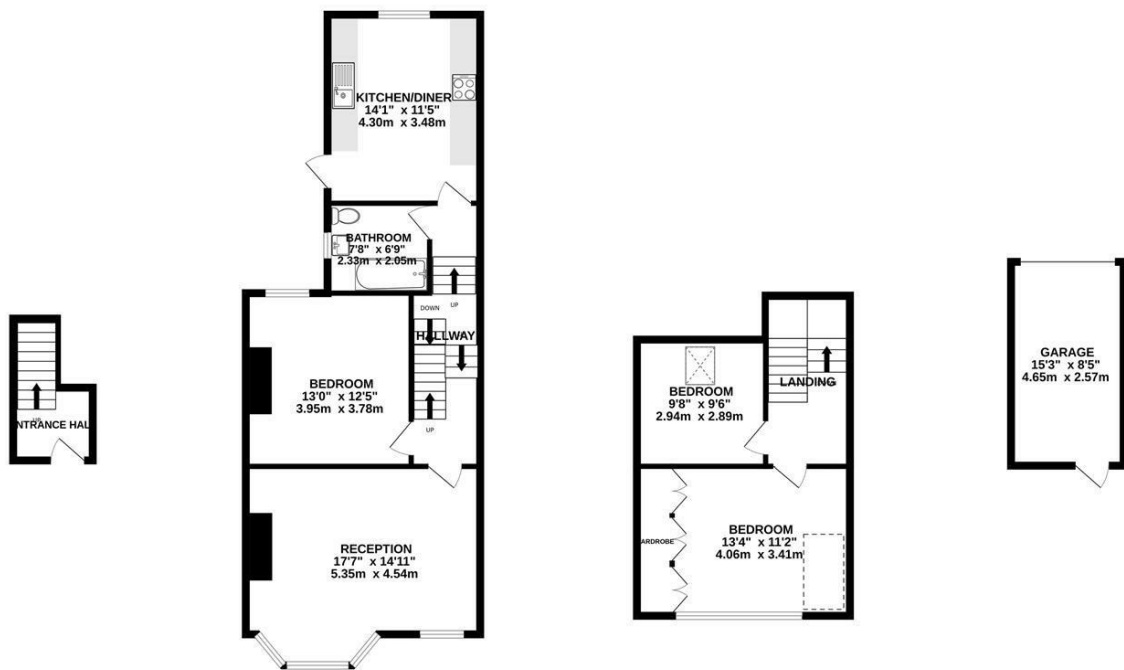 KITCHEN/DINER
14'1" x 11'5"
4.30m x 3.48m
BATHROOM
7'8" x 6'9"
2.33m x 2.05m
DOWN
UP
HALLWAY
BEDROOM
13'0" x 12'5"
3.95m x 3.78m
UP
RECEPTION
17'7" x 14'11"
5.35m x 4.54m
UP
NTRANCE HAL
BEDROOM
9'8" x 9'6"
2.94m x 2.89m
LANDING
BEDROOM
13'4" x 11'2"
4.06m x 3.41m
ARDROBE
GARAGE
15'3" x 8'5"
4.65m x 2.57m